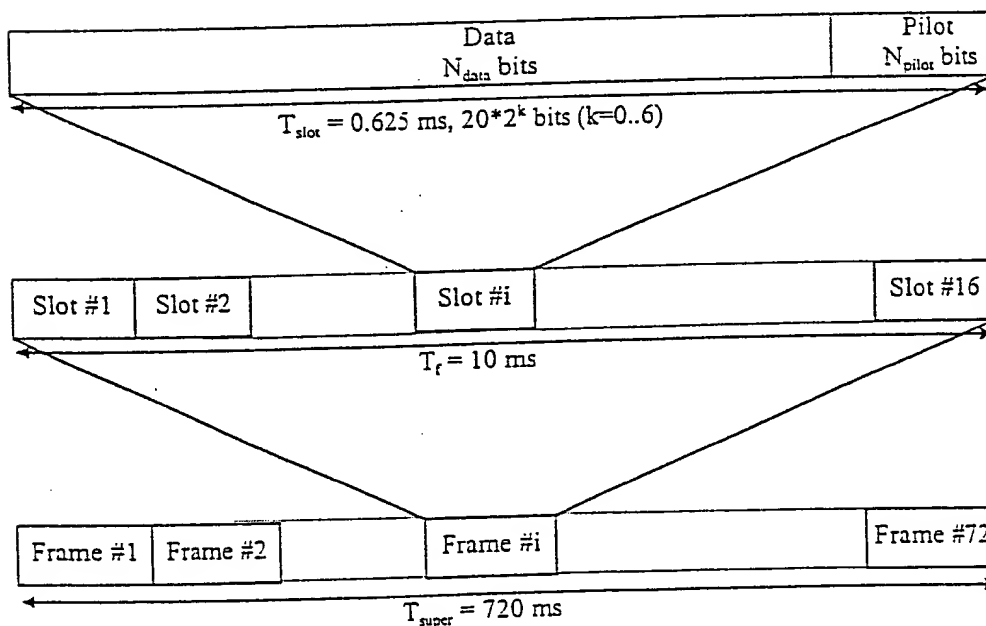 Data
N_data bits
Pilot
N_pilot bits
T_slot = 0.625 ms, 20*2^k bits (k=0..6)
Slot #1
Slot #2
Slot #i
Slot #16
T_f = 10 ms
Frame #1
Frame #2
Frame #i
Frame #72
T_super = 720 ms